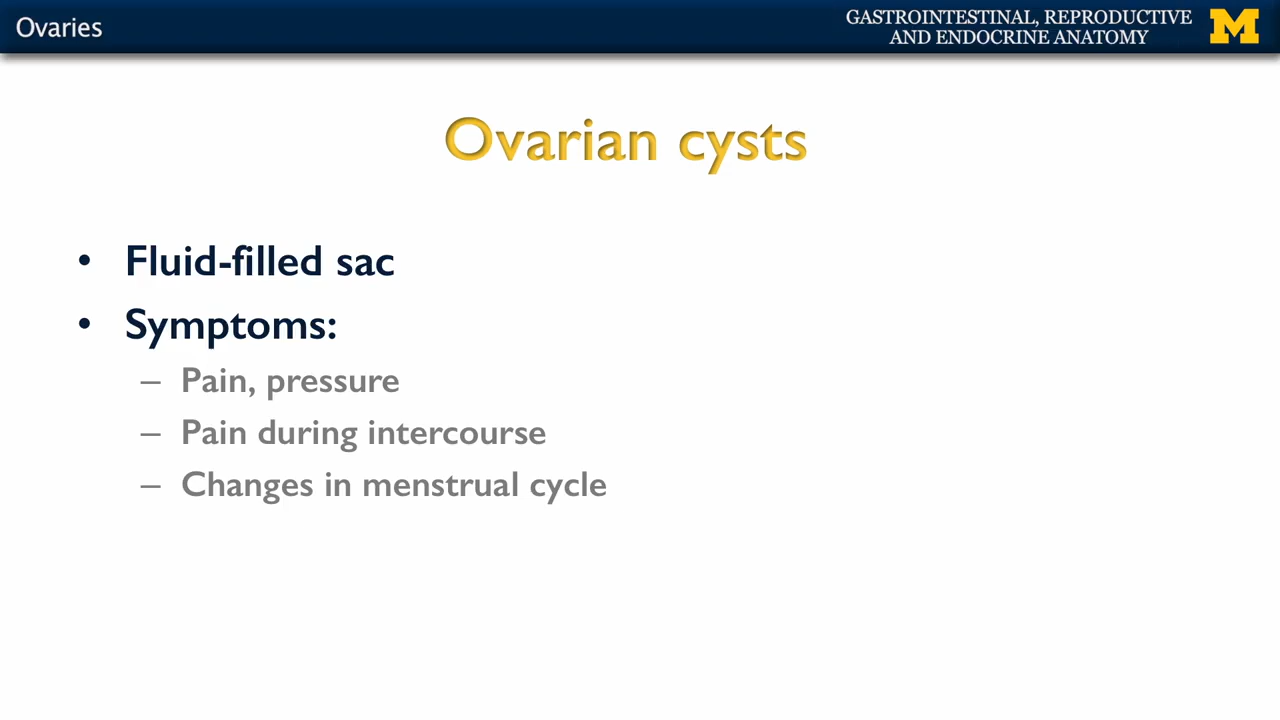 Ovaries
GASTROINTESTINAL, REPRODUCTIVE
AND ENDOCRINE ANATOMY
M
Ovarian cysts
• Fluid-filled sac
• Symptoms:
– Pain, pressure
– Pain during intercourse
– Changes in menstrual cycle